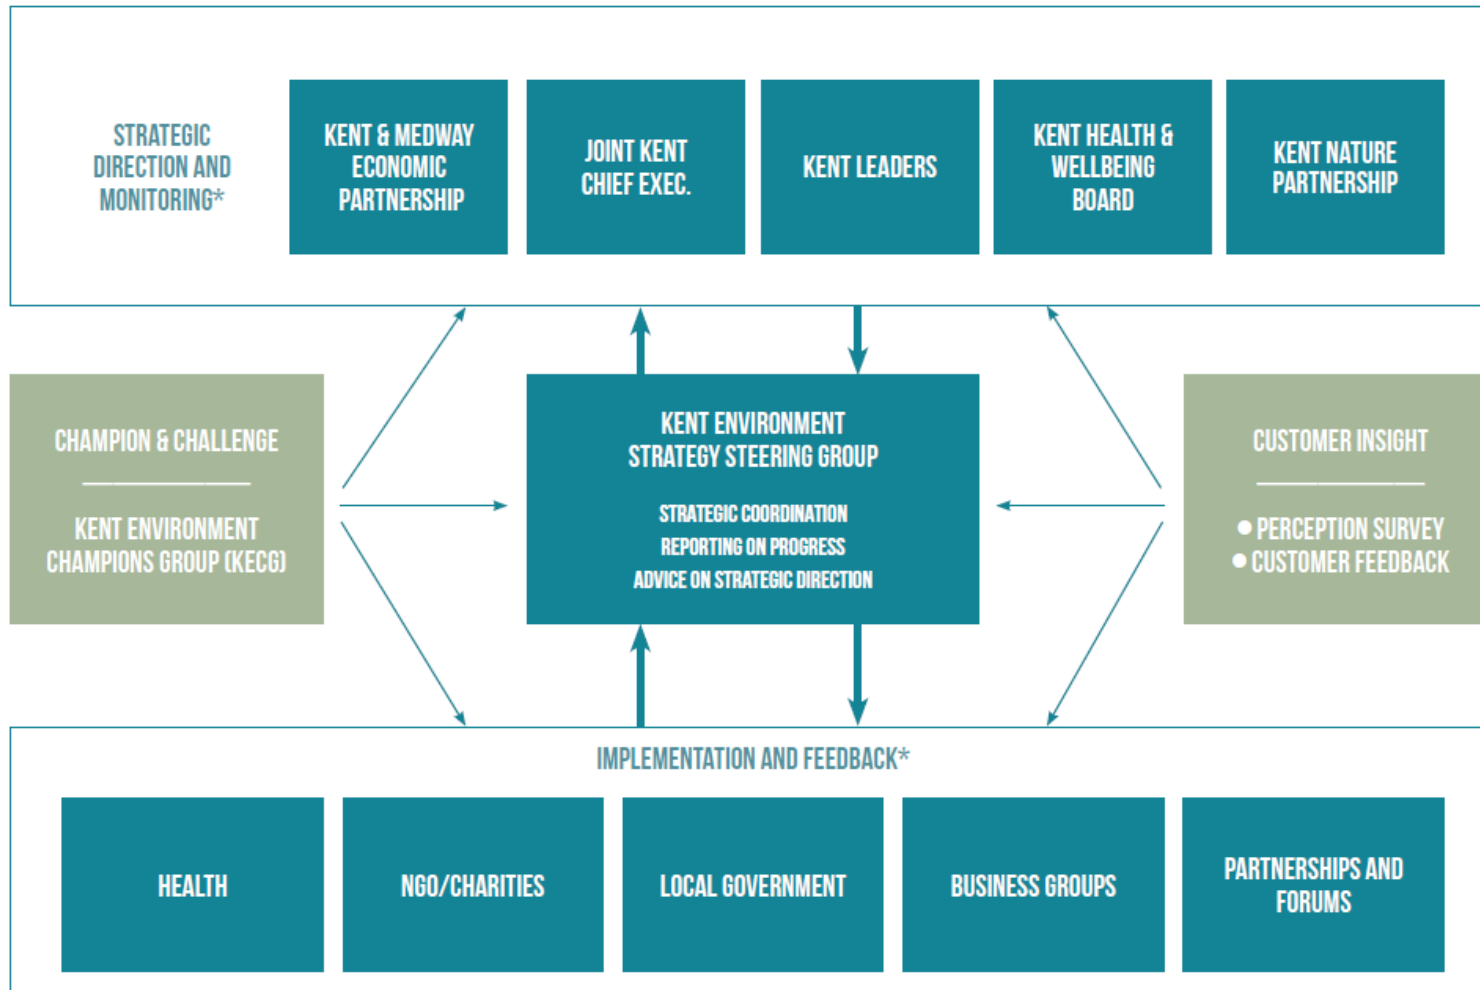 STRATEGIC
DIRECTION AND
MONITORING*
KENT & MEDWAY
ECONOMIC
PARTNERSHIP
JOINT KENT
CHIEF EXEC.
KENT LEADERS
KENT HEALTH &
WELLBEING
BOARD
KENT NATURE
PARTNERSHIP
CHAMPION & CHALLENGE
KENT ENVIRONMENT
CHAMPIONS GROUP (KECG)
KENT ENVIRONMENT
STRATEGY STEERING GROUP
STRATEGIC COORDINATION
REPORTING ON PROGRESS
ADVICE ON STRATEGIC DIRECTION
CUSTOMER INSIGHT
● PERCEPTION SURVEY
● CUSTOMER FEEDBACK
IMPLEMENTATION AND FEEDBACK*
HEALTH
NGO/CHARITIES
LOCAL GOVERNMENT
BUSINESS GROUPS
PARTNERSHIPS AND
FORUMS